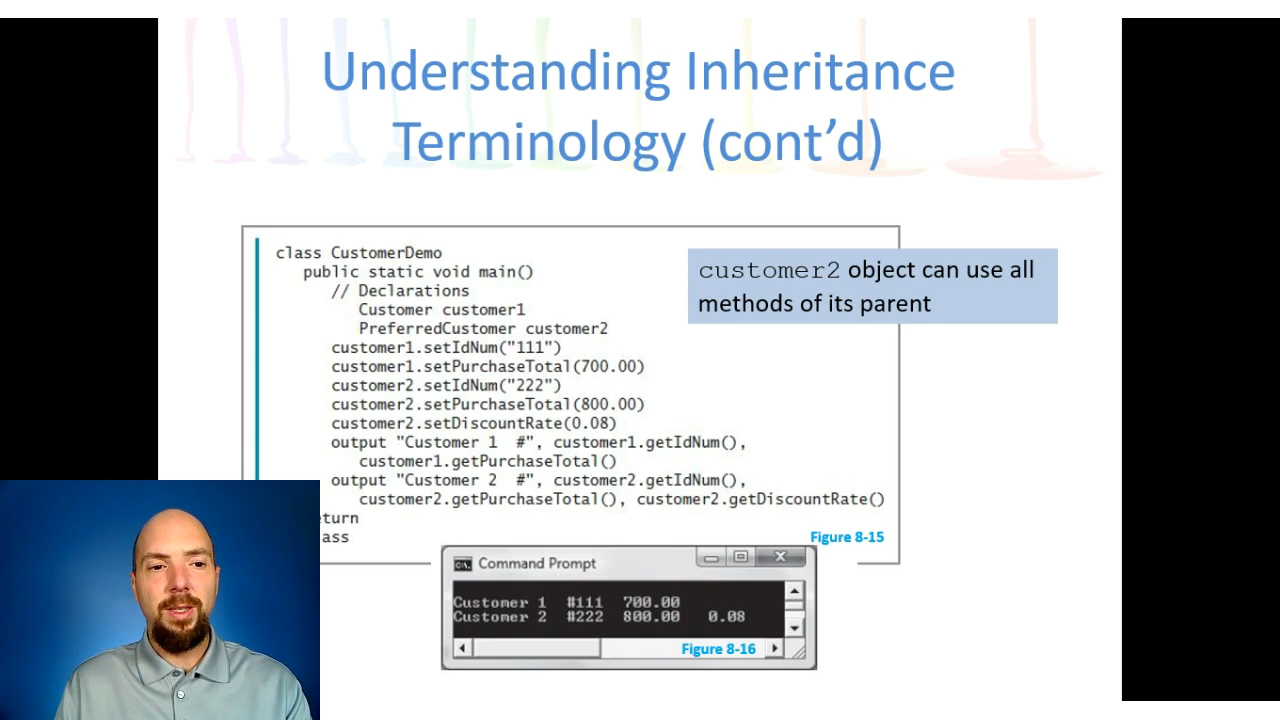 Understanding Inheritance
Terminology (cont’d)
class CustomerDemo
public static void main()
// Declarations
Customer customer1
PreferredCustomer customer2
customer1.setIdNum("111")
customer1.setPurchaseTotal(700.00)
customer2.setIdNum("222")
customer2.setPurchaseTotal(800.00)
customer2.setDiscountRate(0.08)
output "Customer 1 #", customer1.getIdNum(),
customer1.getPurchaseTotal()
output "Customer 2 #", customer2.getIdNum(),
customer2.getPurchaseTotal(), customer2.getDiscountRate()
eturn
ass
customer2 object can use all
methods of its parent
Figure 8-15
C:\. Command Prompt
Customer 1 #111 700.00
Customer 2 #222 800.00 0.08
Figure 8-16